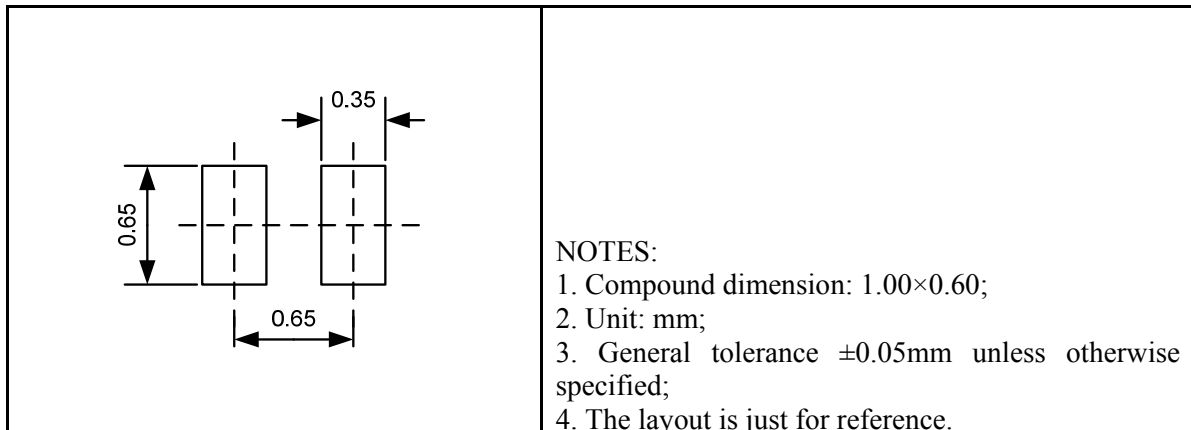 0.35
0.65
0.65
NOTES:
1. Compound dimension: 1.00×0.60;
2. Unit: mm;
3. General tolerance ±0.05mm unless otherwise
specified;
4. The layout is just for reference.